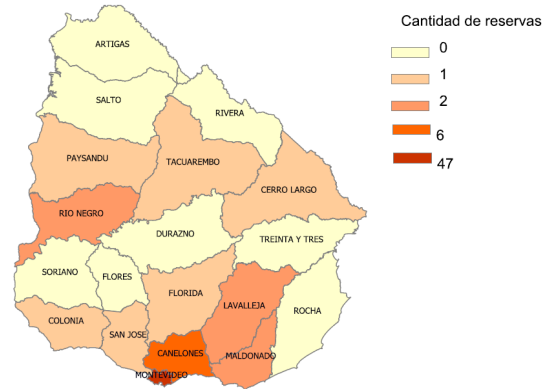 Cantidad de reservas
0
1
2
6
47
ARTIGAS
SALTO
RIVERA
PAYSANDU
TACUAREMBO
CERRO LARGO
RIO NEGRO
DURAZNO
TREINTA Y TRES
SORIANO
FLORES
FLORIDA
LAVALLEJA
ROCHA
COLONIA
SAN JOSE
CANELONES
MALDONADO
MONTEVIDEO